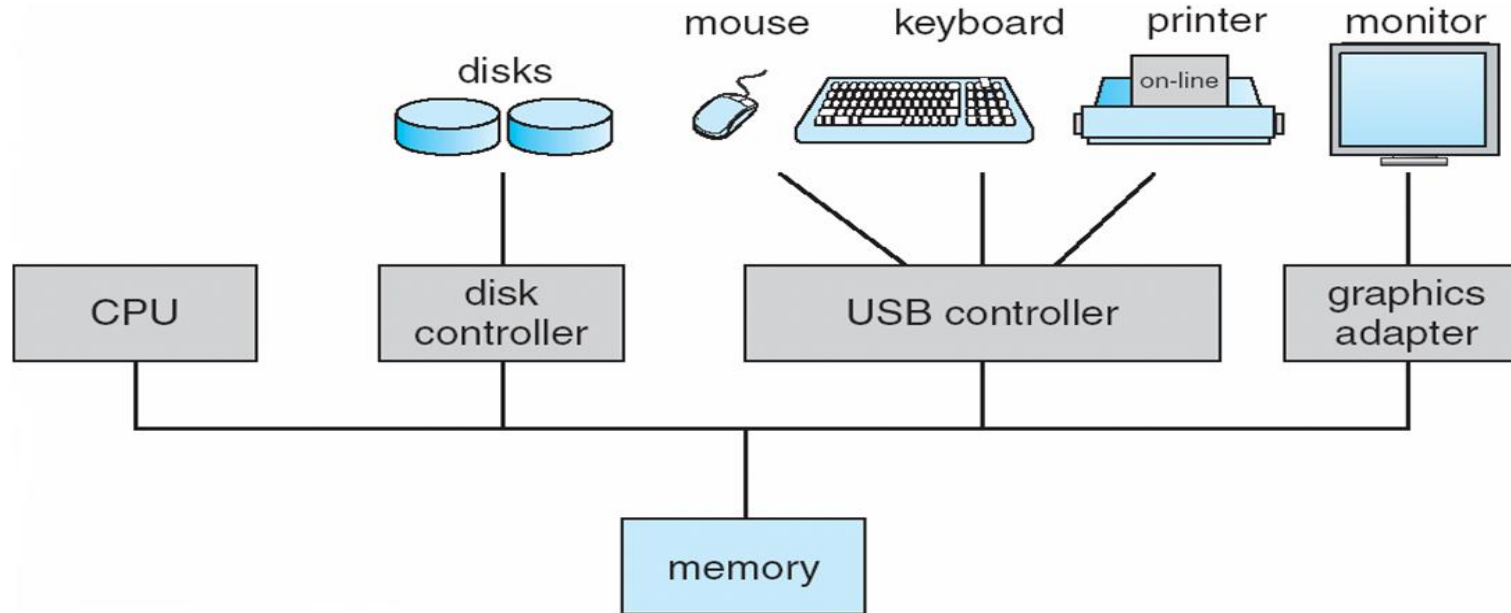 mouse
keyboard
printer
monitor
disks
on-line
CPU
disk
controller
USB controller
graphics
adapter
memory